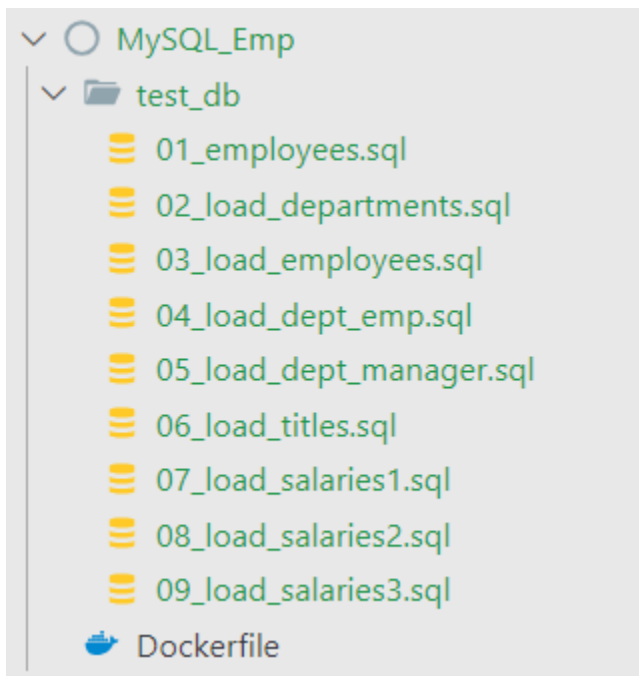 MySQL_Emp
test_db
01_employees.sql
02_load_departments.sql
03_load_employees.sql
04_load_dept_emp.sql
05_load_dept_manager.sql
06_load_titles.sql
07_load_salaries1.sql
08_load_salaries2.sql
09_load_salaries3.sql
Dockerfile